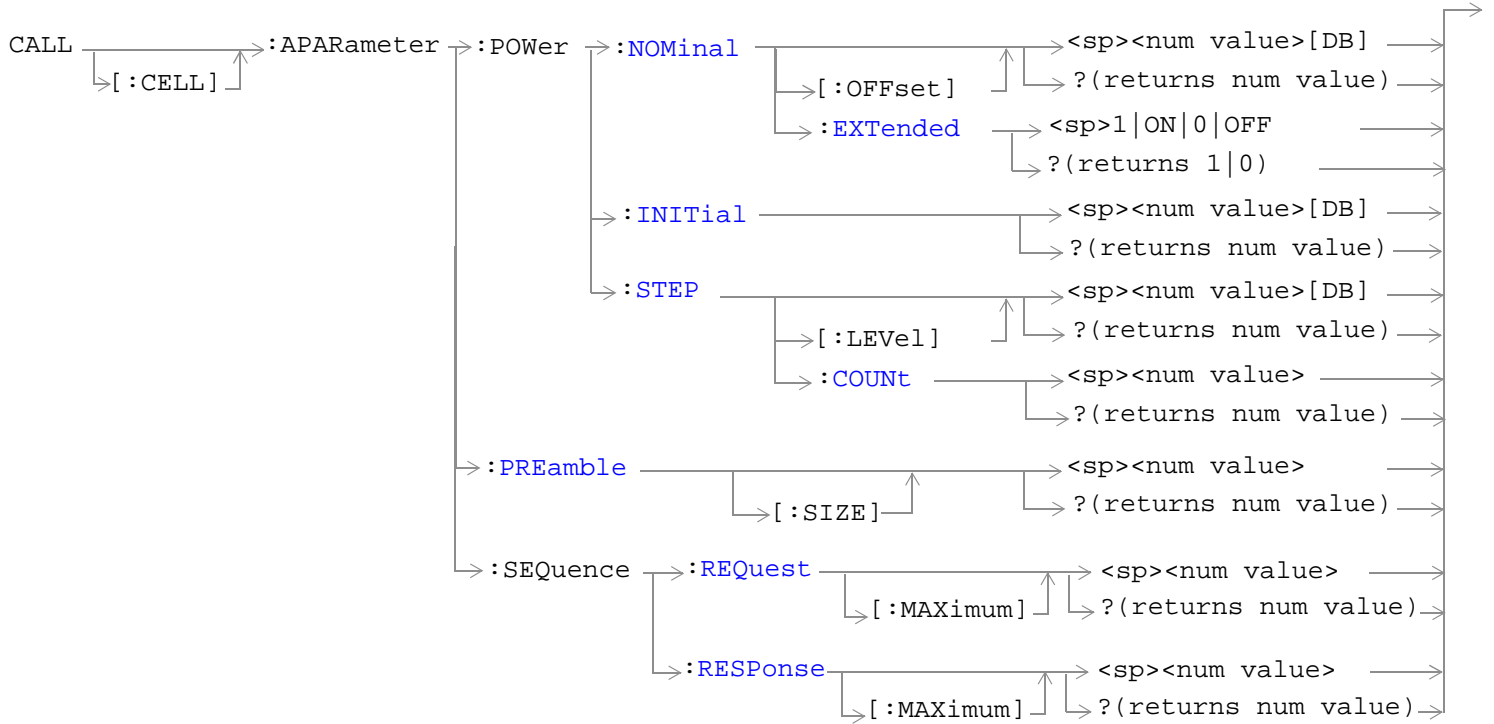 CALL :APARameter :POWer :NOMinal <sp><num value>[DB]
[:CELL] [:OFFset] ?(returns num value)
:EXTended <sp>1|ON|0|OFF
?(returns 1|0)
:INITial <sp><num value>[DB]
?(returns num value)
:STEP <sp><num value>[DB]
[:LEVel] ?(returns num value)
:COUNt <sp><num value>
?(returns num value)
:PREamble <sp><num value>
[:SIZE] ?(returns num value)
:SEQuence :REQuest <sp><num value>
[:MAXimum] ?(returns num value)
:RESPonse <sp><num value>
[:MAXimum] ?(returns num value)